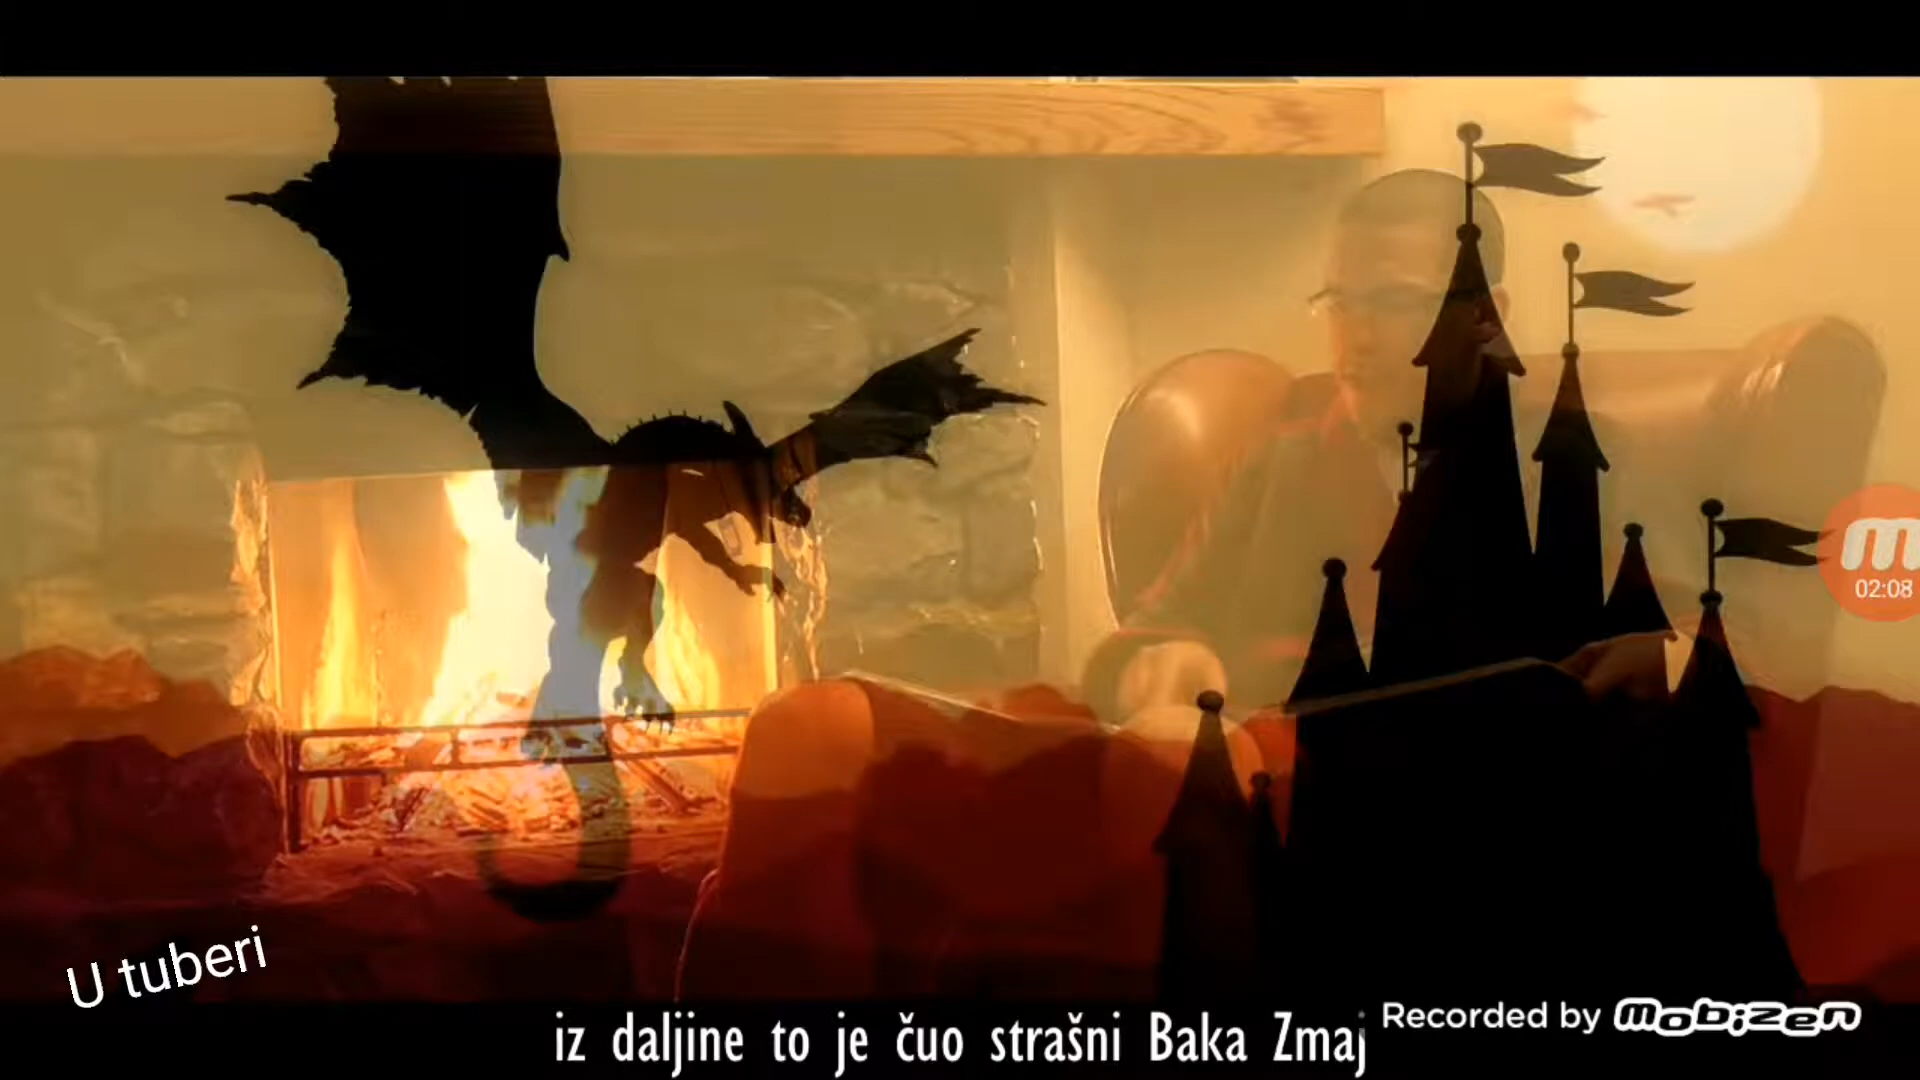 m
02:08
U tuberi
iz daljine to je čuo strašni Baka Zmaj
Recorded by mobizen